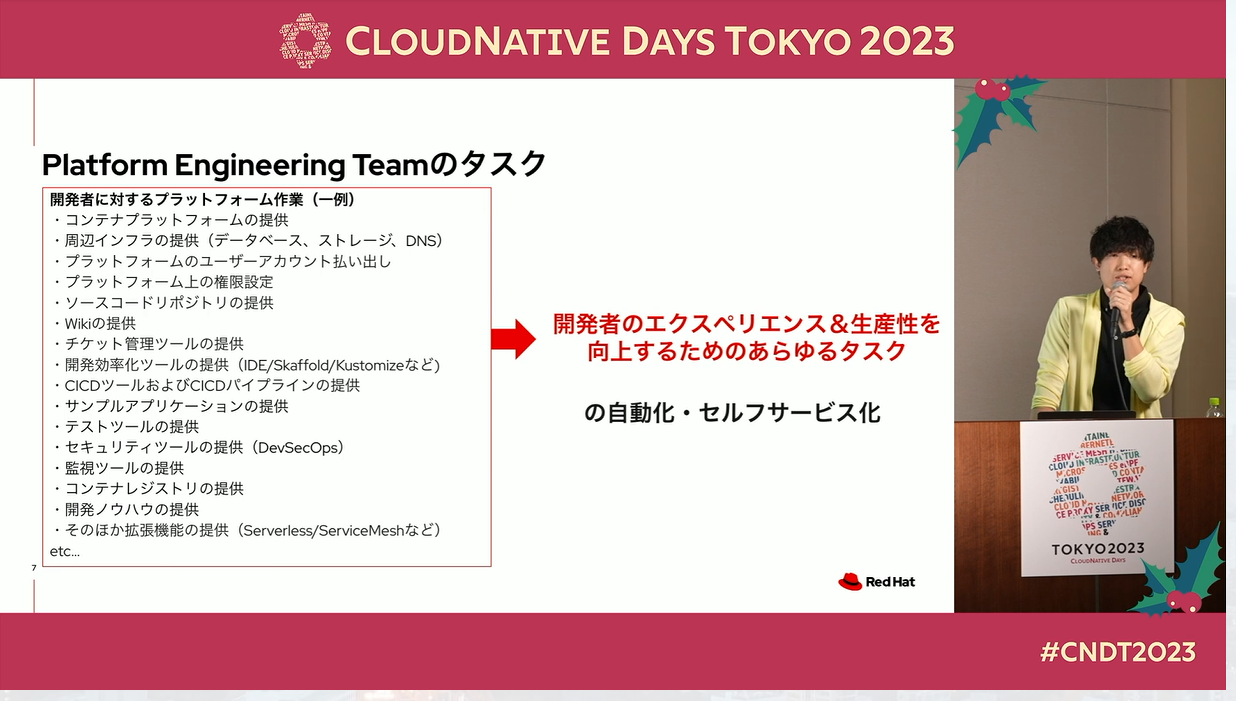 CLOUDNATIVE DAYS TOKYO 2023
Platform Engineering Teamのタスク
開発者に対するプラットフォーム作業（一例）
・コンテナプラットフォームの提供
・周辺インフラの提供（データベース、ストレージ、DNS）
・プラットフォームのユーザーアカウント払い出し
・プラットフォーム上の権限設定
・ソースコードリポジトリの提供
・Wikiの提供
・チケット管理ツールの提供
・開発効率化ツールの提供（IDE/Skaffold/Kustomizeなど）
・CICDツールおよびCICDパイプラインの提供
・サンプルアプリケーションの提供
・テストツールの提供
・セキュリティツールの提供（DevSecOps）
・監視ツールの提供
・コンテナレジストリの提供
・開発ノウハウの提供
・そのほか拡張機能の提供（Serverless/ServiceMeshなど）
etc...
開発者のエクスペリエンス＆生産性を
向上するためのあらゆるタスク
の自動化・セルフサービス化
7
Red Hat
TOKYO2023
CLOUDNATIVE DAYS
#CNDT2023